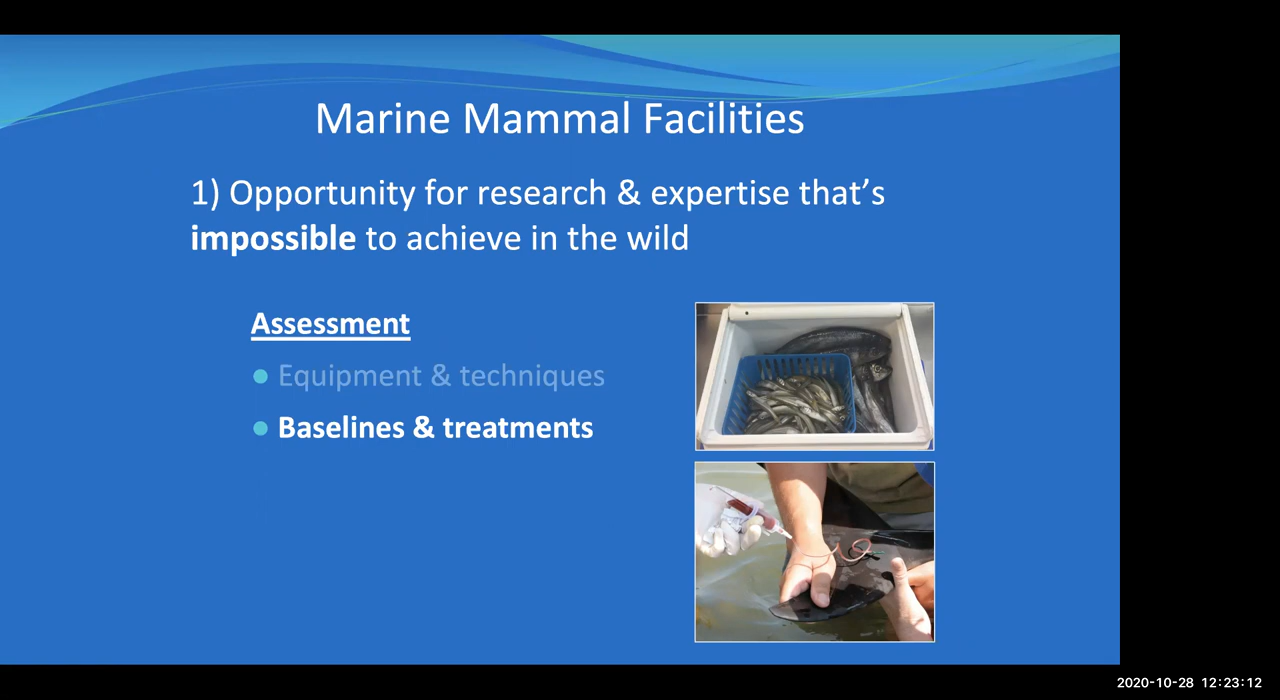 Marine Mammal Facilities
1) Opportunity for research & expertise that’s
impossible to achieve in the wild
Assessment
● Equipment & techniques
● Baselines & treatments
2020-10-28 12:23:12